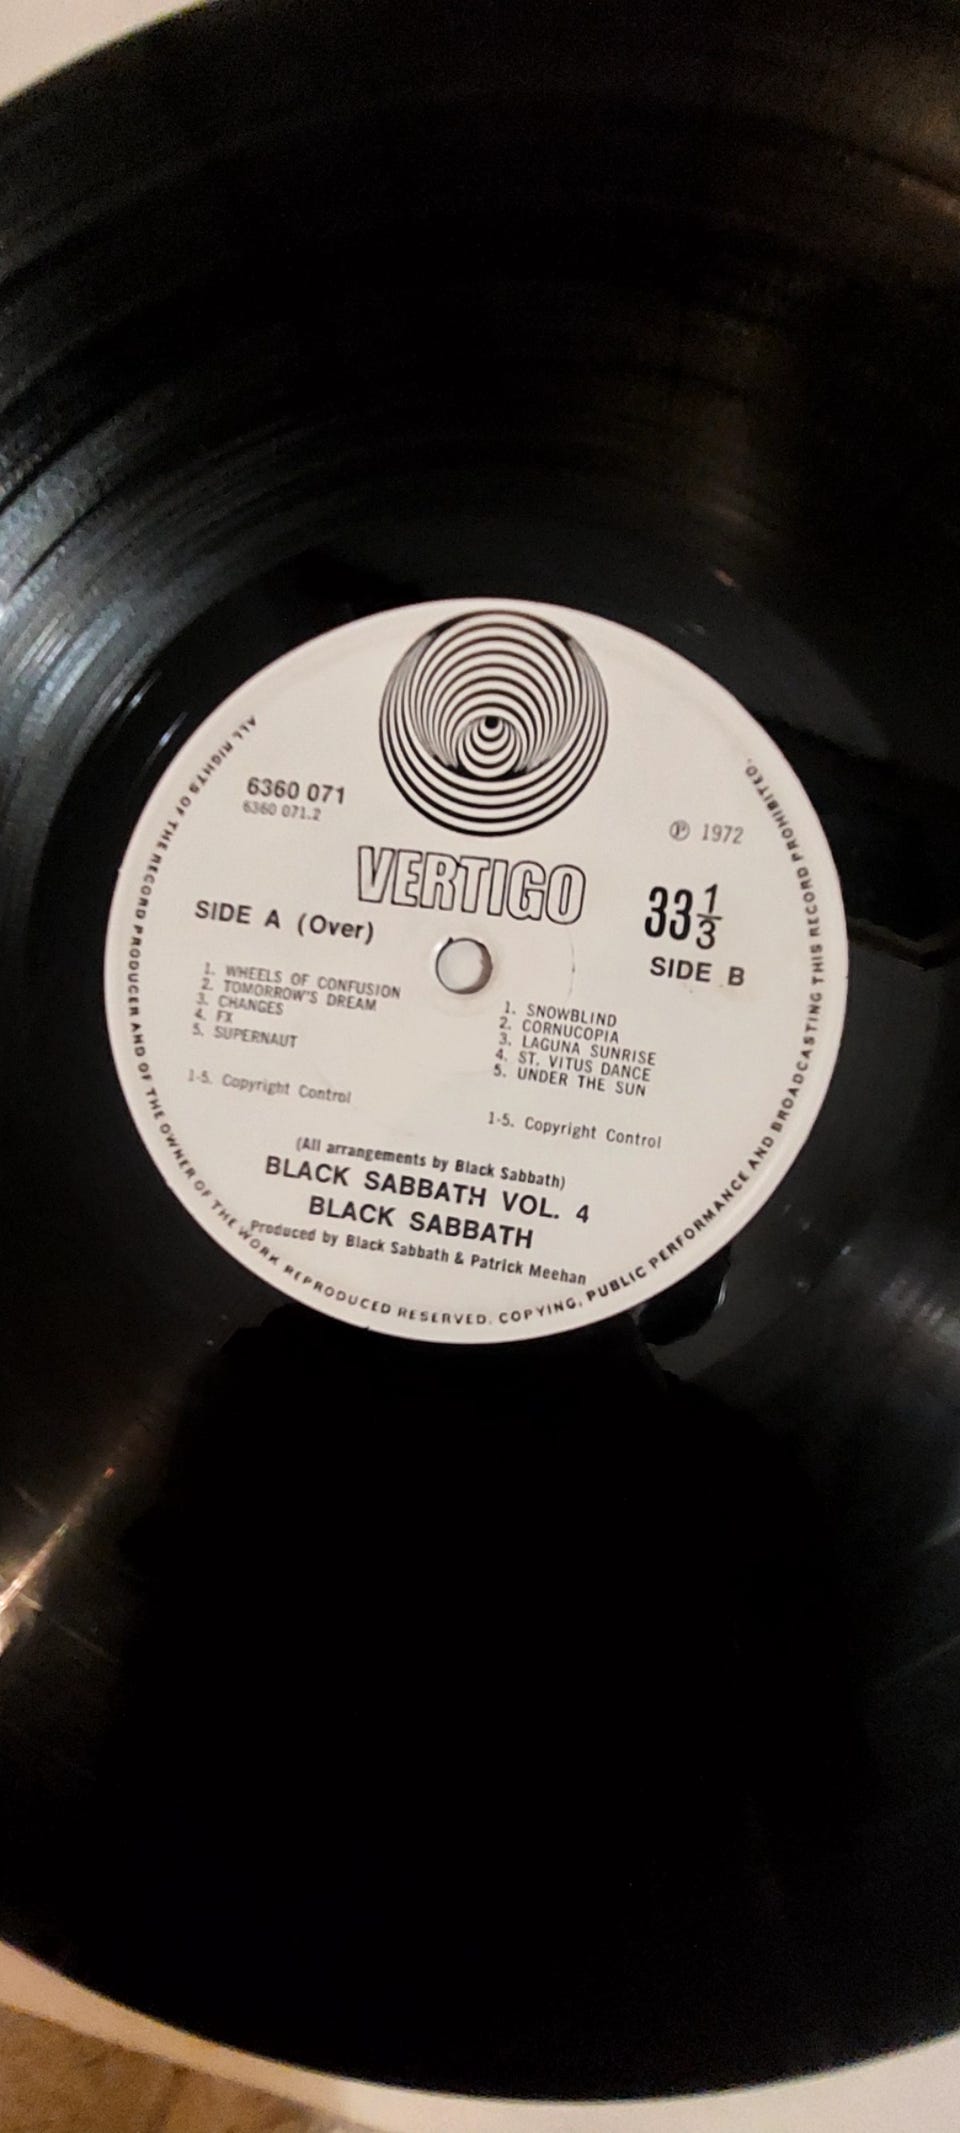 6360 071
6360 071.2
℗ 1972
VERTIGO
33 1/3
SIDE A (Over)
SIDE B
1. WHEELS OF CONFUSION
2. TOMORROW'S DREAM
3. CHANGES
4. FX
5. SUPERNAUT
1-5. Copyright Control
1. SNOWBLIND
2. CORNUCOPIA
3. LAGUNA SUNRISE
4. ST. VITUS DANCE
5. UNDER THE SUN
1-5. Copyright Control
(All arrangements by Black Sabbath)
BLACK SABBATH VOL. 4
BLACK SABBATH
Produced by Black Sabbath & Patrick Meehan
ALL RIGHTS OF THE RECORD PRODUCER AND OF THE OWNER OF THE WORK REPRODUCED RESERVED. COPYING, PUBLIC PERFORMANCE AND BROADCASTING THIS RECORD PROHIBITED.